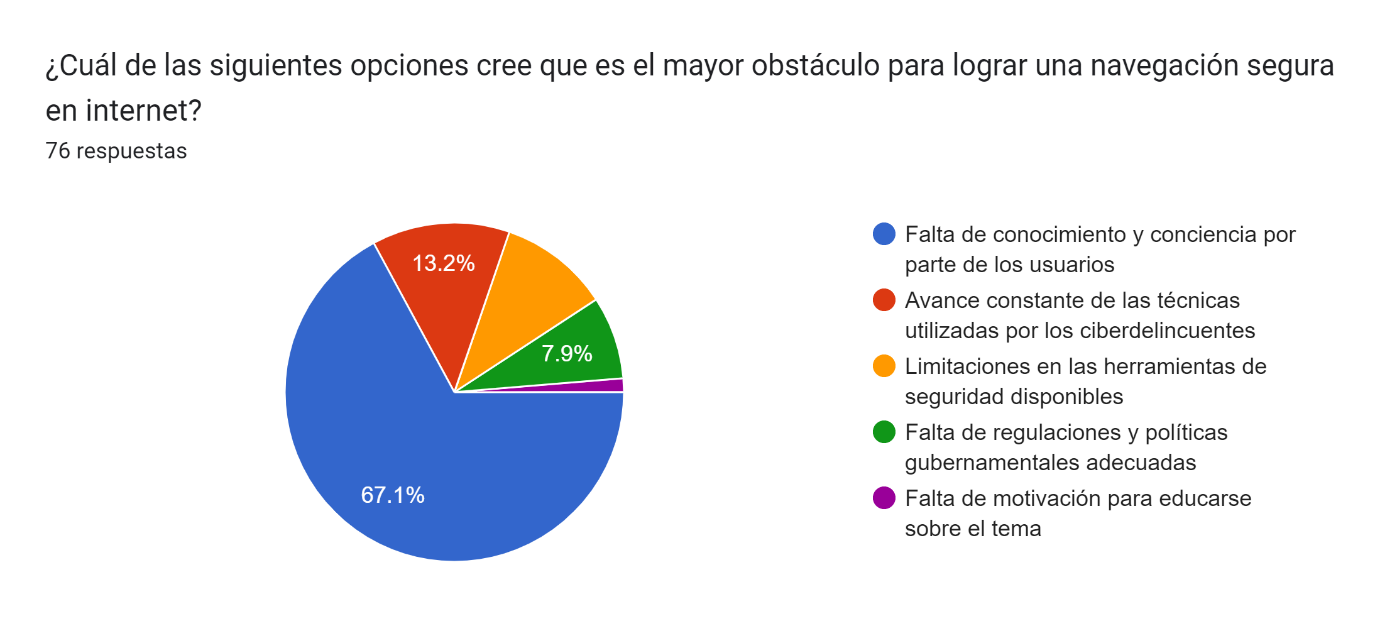 ¿Cuál de las siguientes opciones cree que es el mayor obstáculo para lograr una navegación segura
en internet?
76 respuestas
13.2%
7.9%
67.1%
Falta de conocimiento y conciencia por
parte de los usuarios
Avance constante de las técnicas
utilizadas por los ciberdelincuentes
Limitaciones en las herramientas de
seguridad disponibles
Falta de regulaciones y políticas
gubernamentales adecuadas
Falta de motivación para educarse
sobre el tema